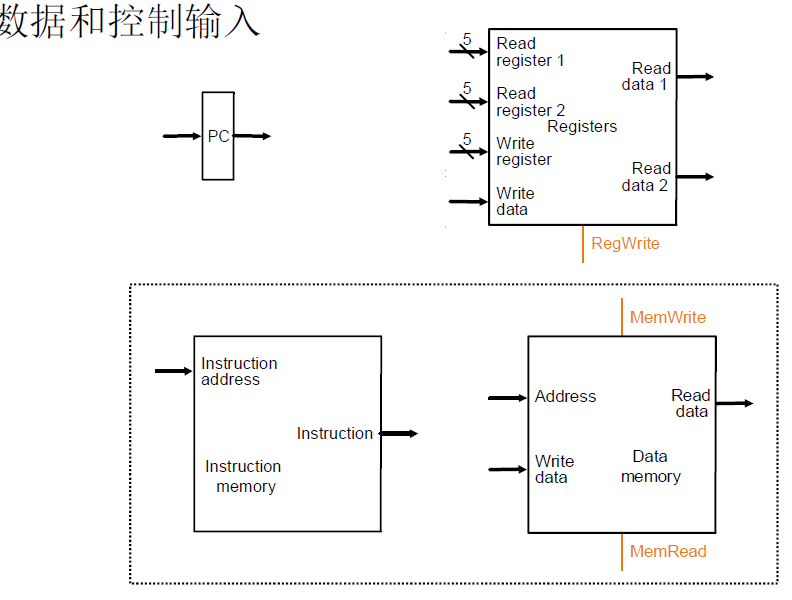 数据和控制输入
PC
5
Read
register 1
5
Read
register 2
5
Write
register
Write
data
Registers
Read
data 1
Read
data 2
RegWrite
Instruction
address
Instruction
Instruction
memory
MemWrite
Address
Write
data
Read
data
Data
memory
MemRead